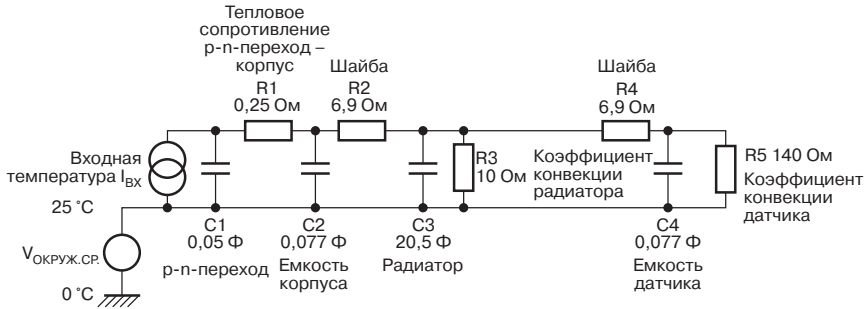 Тепловое
сопротивление
p-n-переход –
корпус
R1
0,25 Ом
Шайба
R2
6,9 Ом
Шайба
R4
6,9 Ом
Входная
температура IВХ
R3
10 Ом
Коэффициент
конвекции
радиатора
R5 140 Ом
Коэффициент
конвекции
датчика
25 ˚C
C1
0,05 Ф
p-n-переход
C2
0,077 Ф
Емкость
корпуса
C3
20,5 Ф
Радиатор
C4
0,077 Ф
Емкость
датчика
VОКРУЖ.СР.
0 ˚C